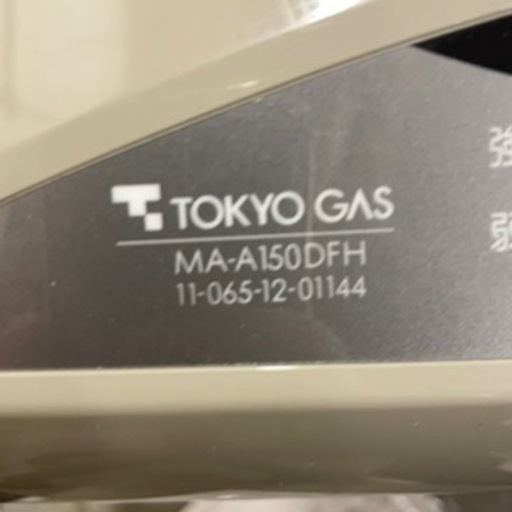 TOKYO GAS
MA-A150DFH
11-065-12-01144
強
弱